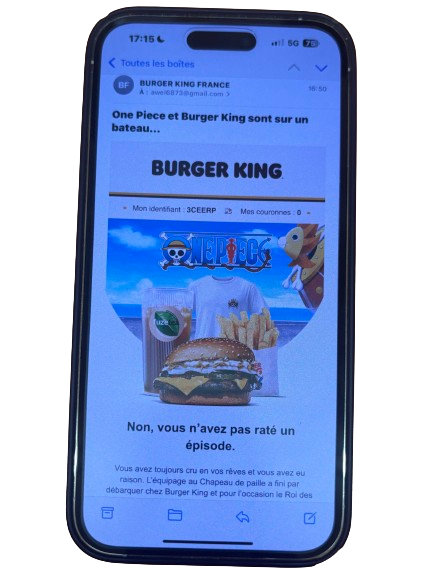 17:15
5G 75
Toutes les boîtes
BF
BURGER KING FRANCE
16:50
À : awel6873@gmail.com
One Piece et Burger King sont sur un
bateau...
BURGER KING
Mon identifiant : 3CEERP Mes couronnes : 0
ONE PIECE
fuze
Non, vous n'avez pas raté un
épisode.
Vous avez toujours cru en vos rêves et vous avez eu
raison. L'équipage au Chapeau de paille a fini par
débarquer chez Burger King et pour l'occasion le Roi des